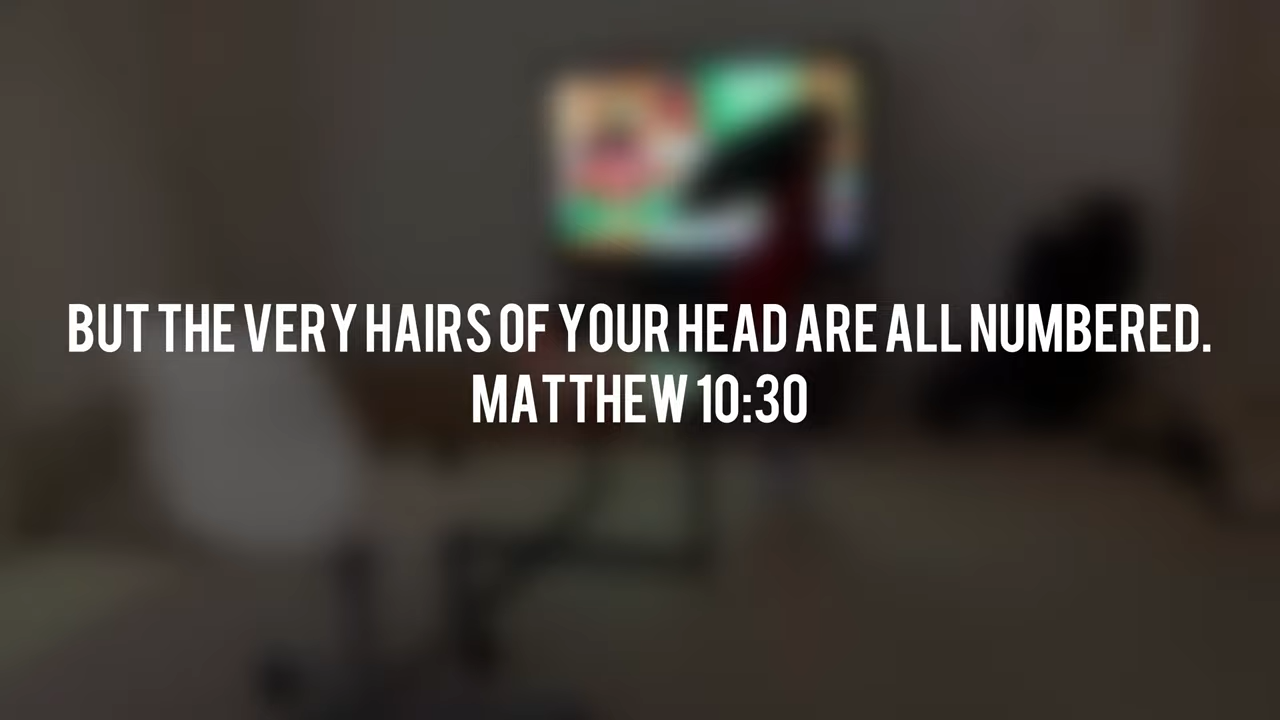 BUT THE VERY HAIRS OF YOUR HEAD ARE ALL NUMBERED.
MATTHEW 10:30